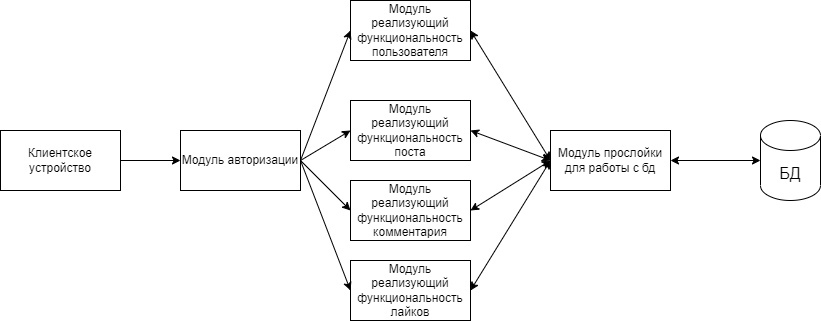 Клиентское
устройство
Модуль авторизации
Модуль
реализующий
функциональность
пользователя
Модуль
реализующий
функциональность
поста
Модуль
реализующий
функциональность
комментария
Модуль
реализующий
функциональность
лайков
Модуль прослойки
для работы с бд
БД